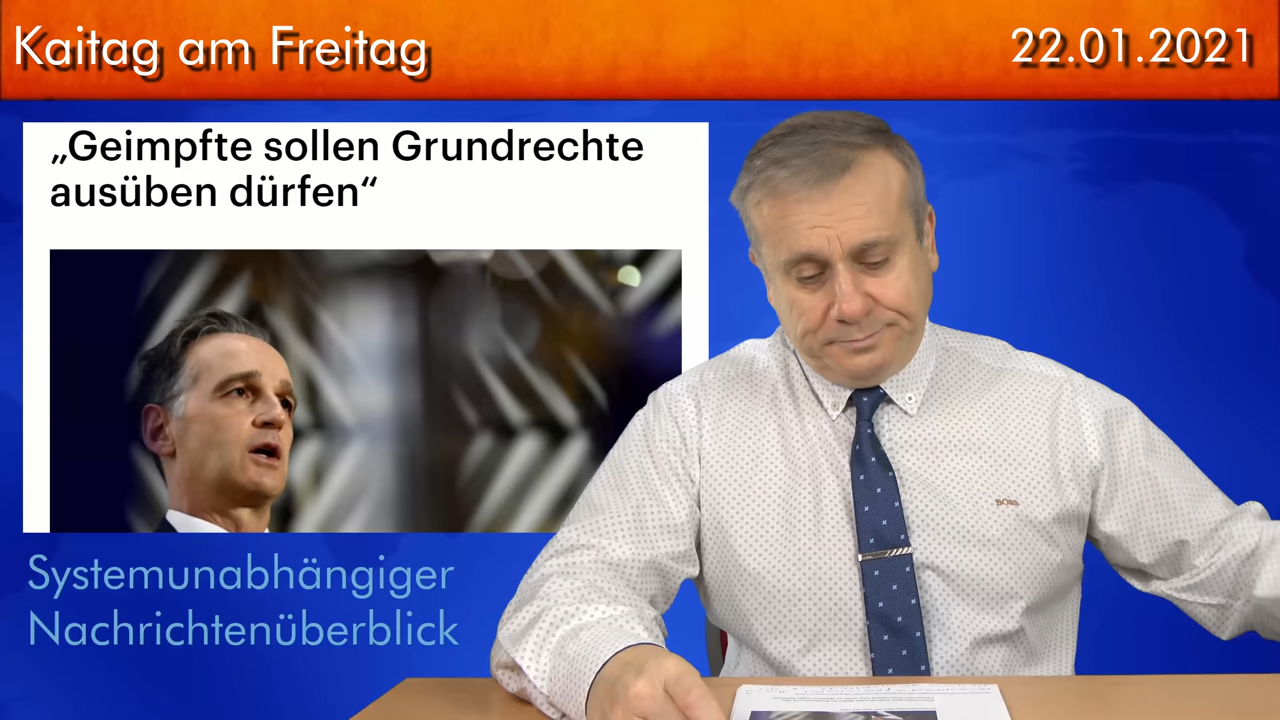 Kaitag am Freitag
22.01.2021
„Geimpfte sollen Grundrechte
ausüben dürfen“
BOSS
Systemunabhängiger
Nachrichtenüberblick